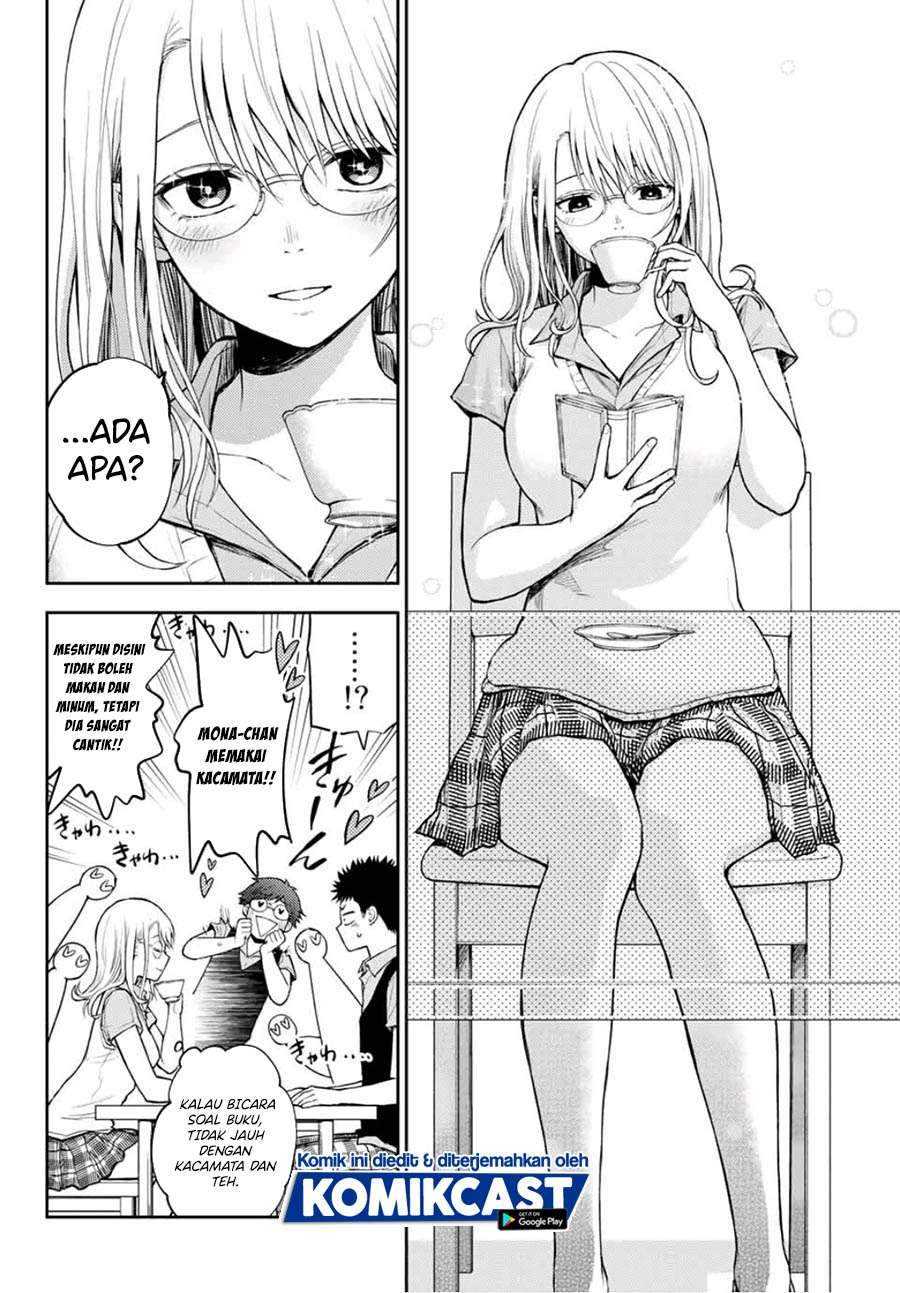 ...ADA
APA?
......!?
MONA-CHAN
MEMAKAI
KACAMATA!!
MESKIPUN DISINI
TIDAK BOLEH
MAKAN DAN
MINUM, TETAPI
DIA SANGAT
CANTIK!!
きゃわ...
きゅーん
きゃわ....
きゃわ...
きゃわ....
KALAU BICARA
SOAL BUKU,
TIDAK JAUH
DENGAN
KACAMATA DAN
TEH.
Komik ini diedit & diterjemahkan oleh
KOMIKCAST
GET IT ON
Google Play